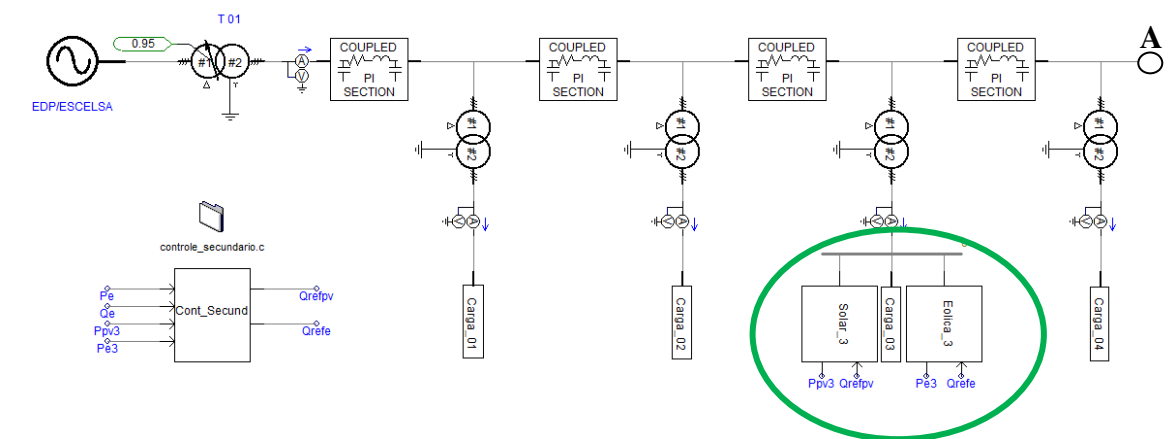 T 01
A
0.95
#1
#2
A
V
COUPLED
PI
SECTION
COUPLED
PI
SECTION
COUPLED
PI
SECTION
COUPLED
PI
SECTION
EDP/ESCELSA
#1
#2
#1
#2
#1
#2
#1
#2
V
A
V
A
V
A
V
A
controle_secundario.c
Pe
Qe
Ppv3
Pe3
Cont_Secund
Qrefpv
Qrefe
Carga_01
Carga_02
Solar_3
Carga_03
Eolica_3
Carga_04
Ppv3
Qrefpv
Pe3
Qrefe